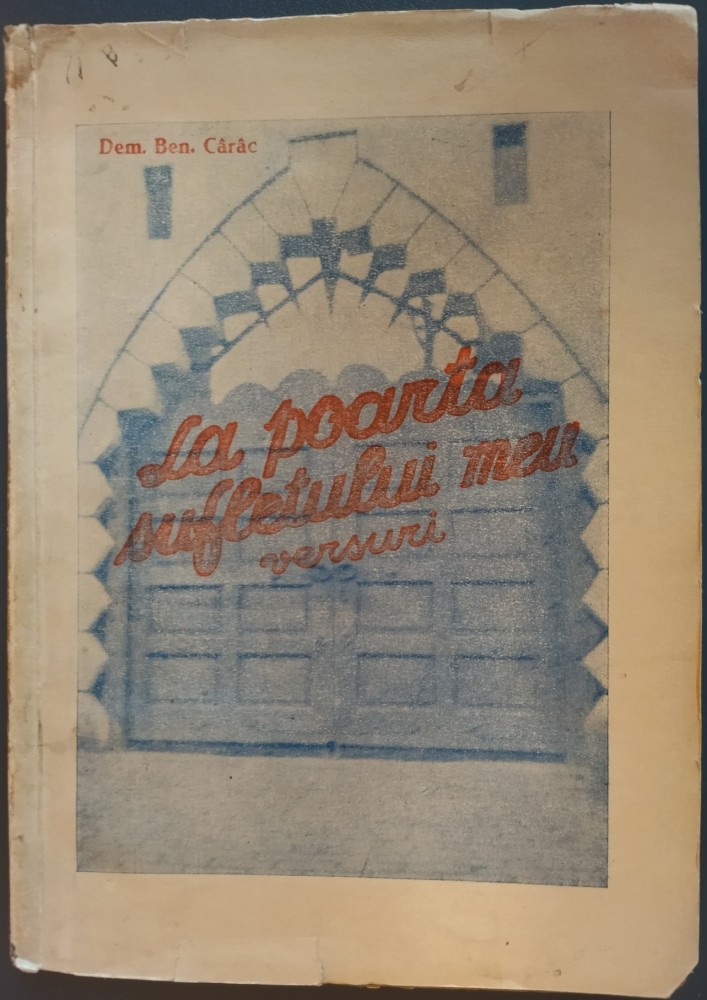 Dem. Ben. Cârâc
La poarta
sufletului meu
versuri